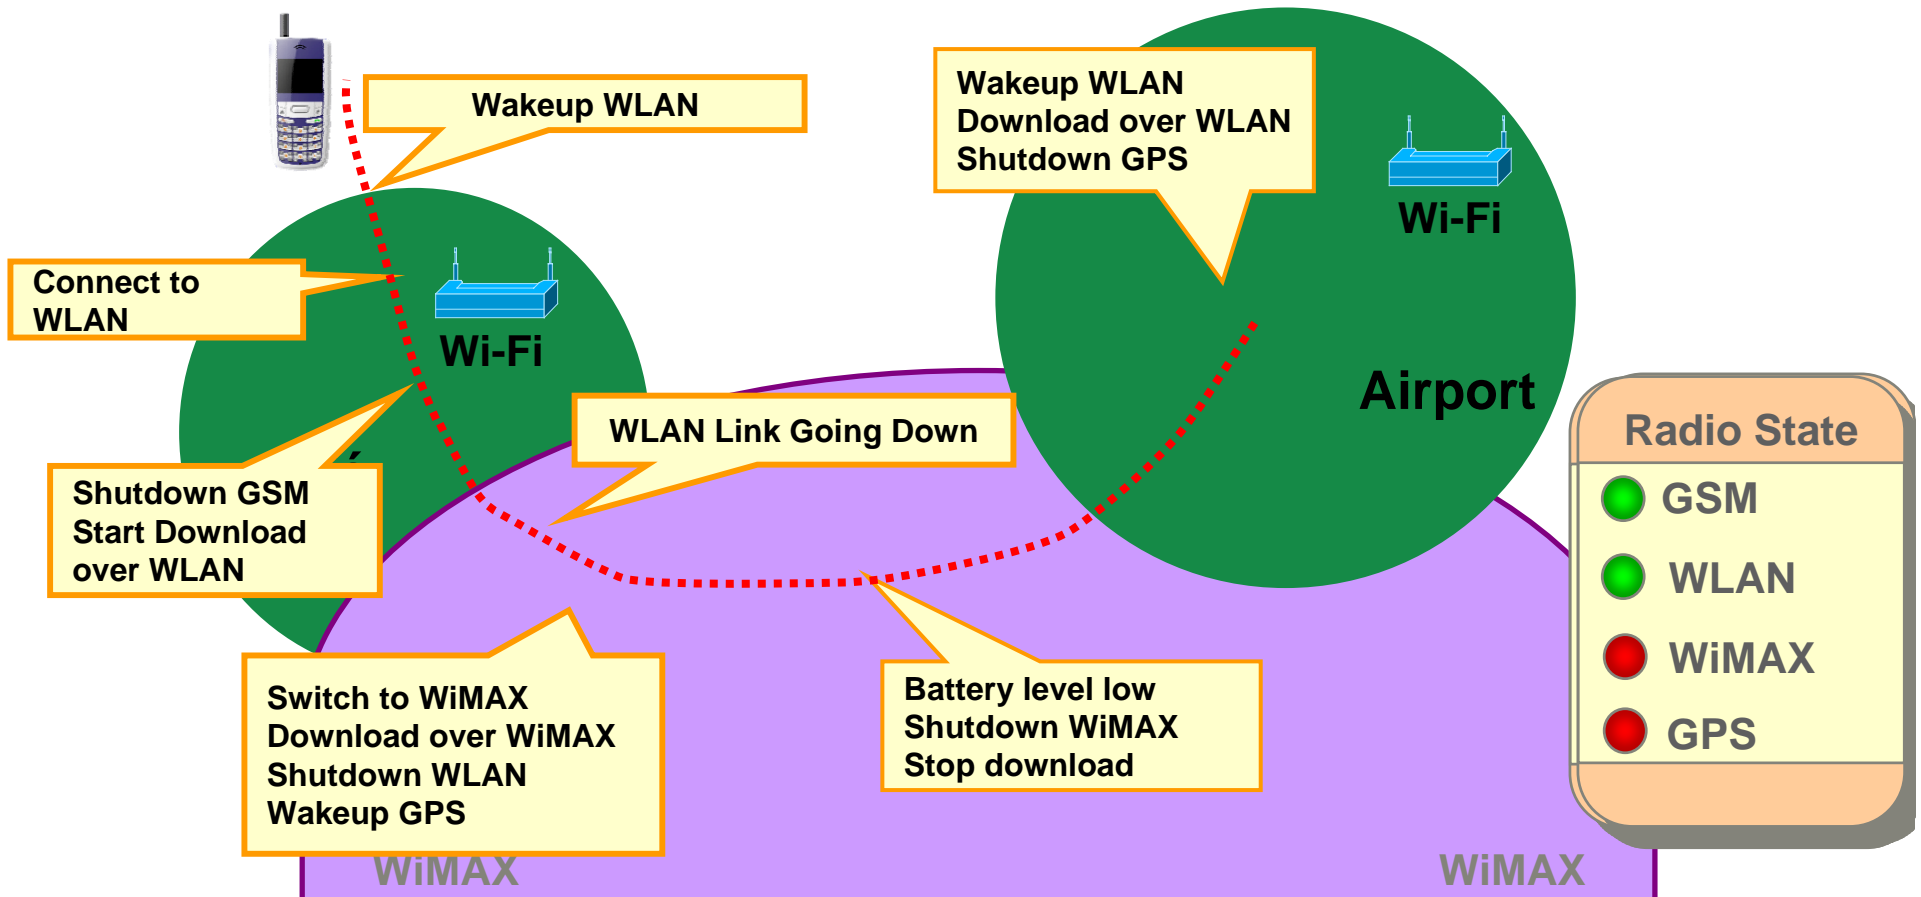 Wakeup WLAN
Wakeup WLAN
Download over WLAN
Shutdown GPS
Wi-Fi
Connect to
WLAN
Wi-Fi
Airport
WLAN Link Going Down
Radio State
GSM
WLAN
WiMAX
GPS
Shutdown GSM
Start Download
over WLAN
Switch to WiMAX
Download over WiMAX
Shutdown WLAN
Wakeup GPS
Battery level low
Shutdown WiMAX
Stop download
WiMAX
WiMAX